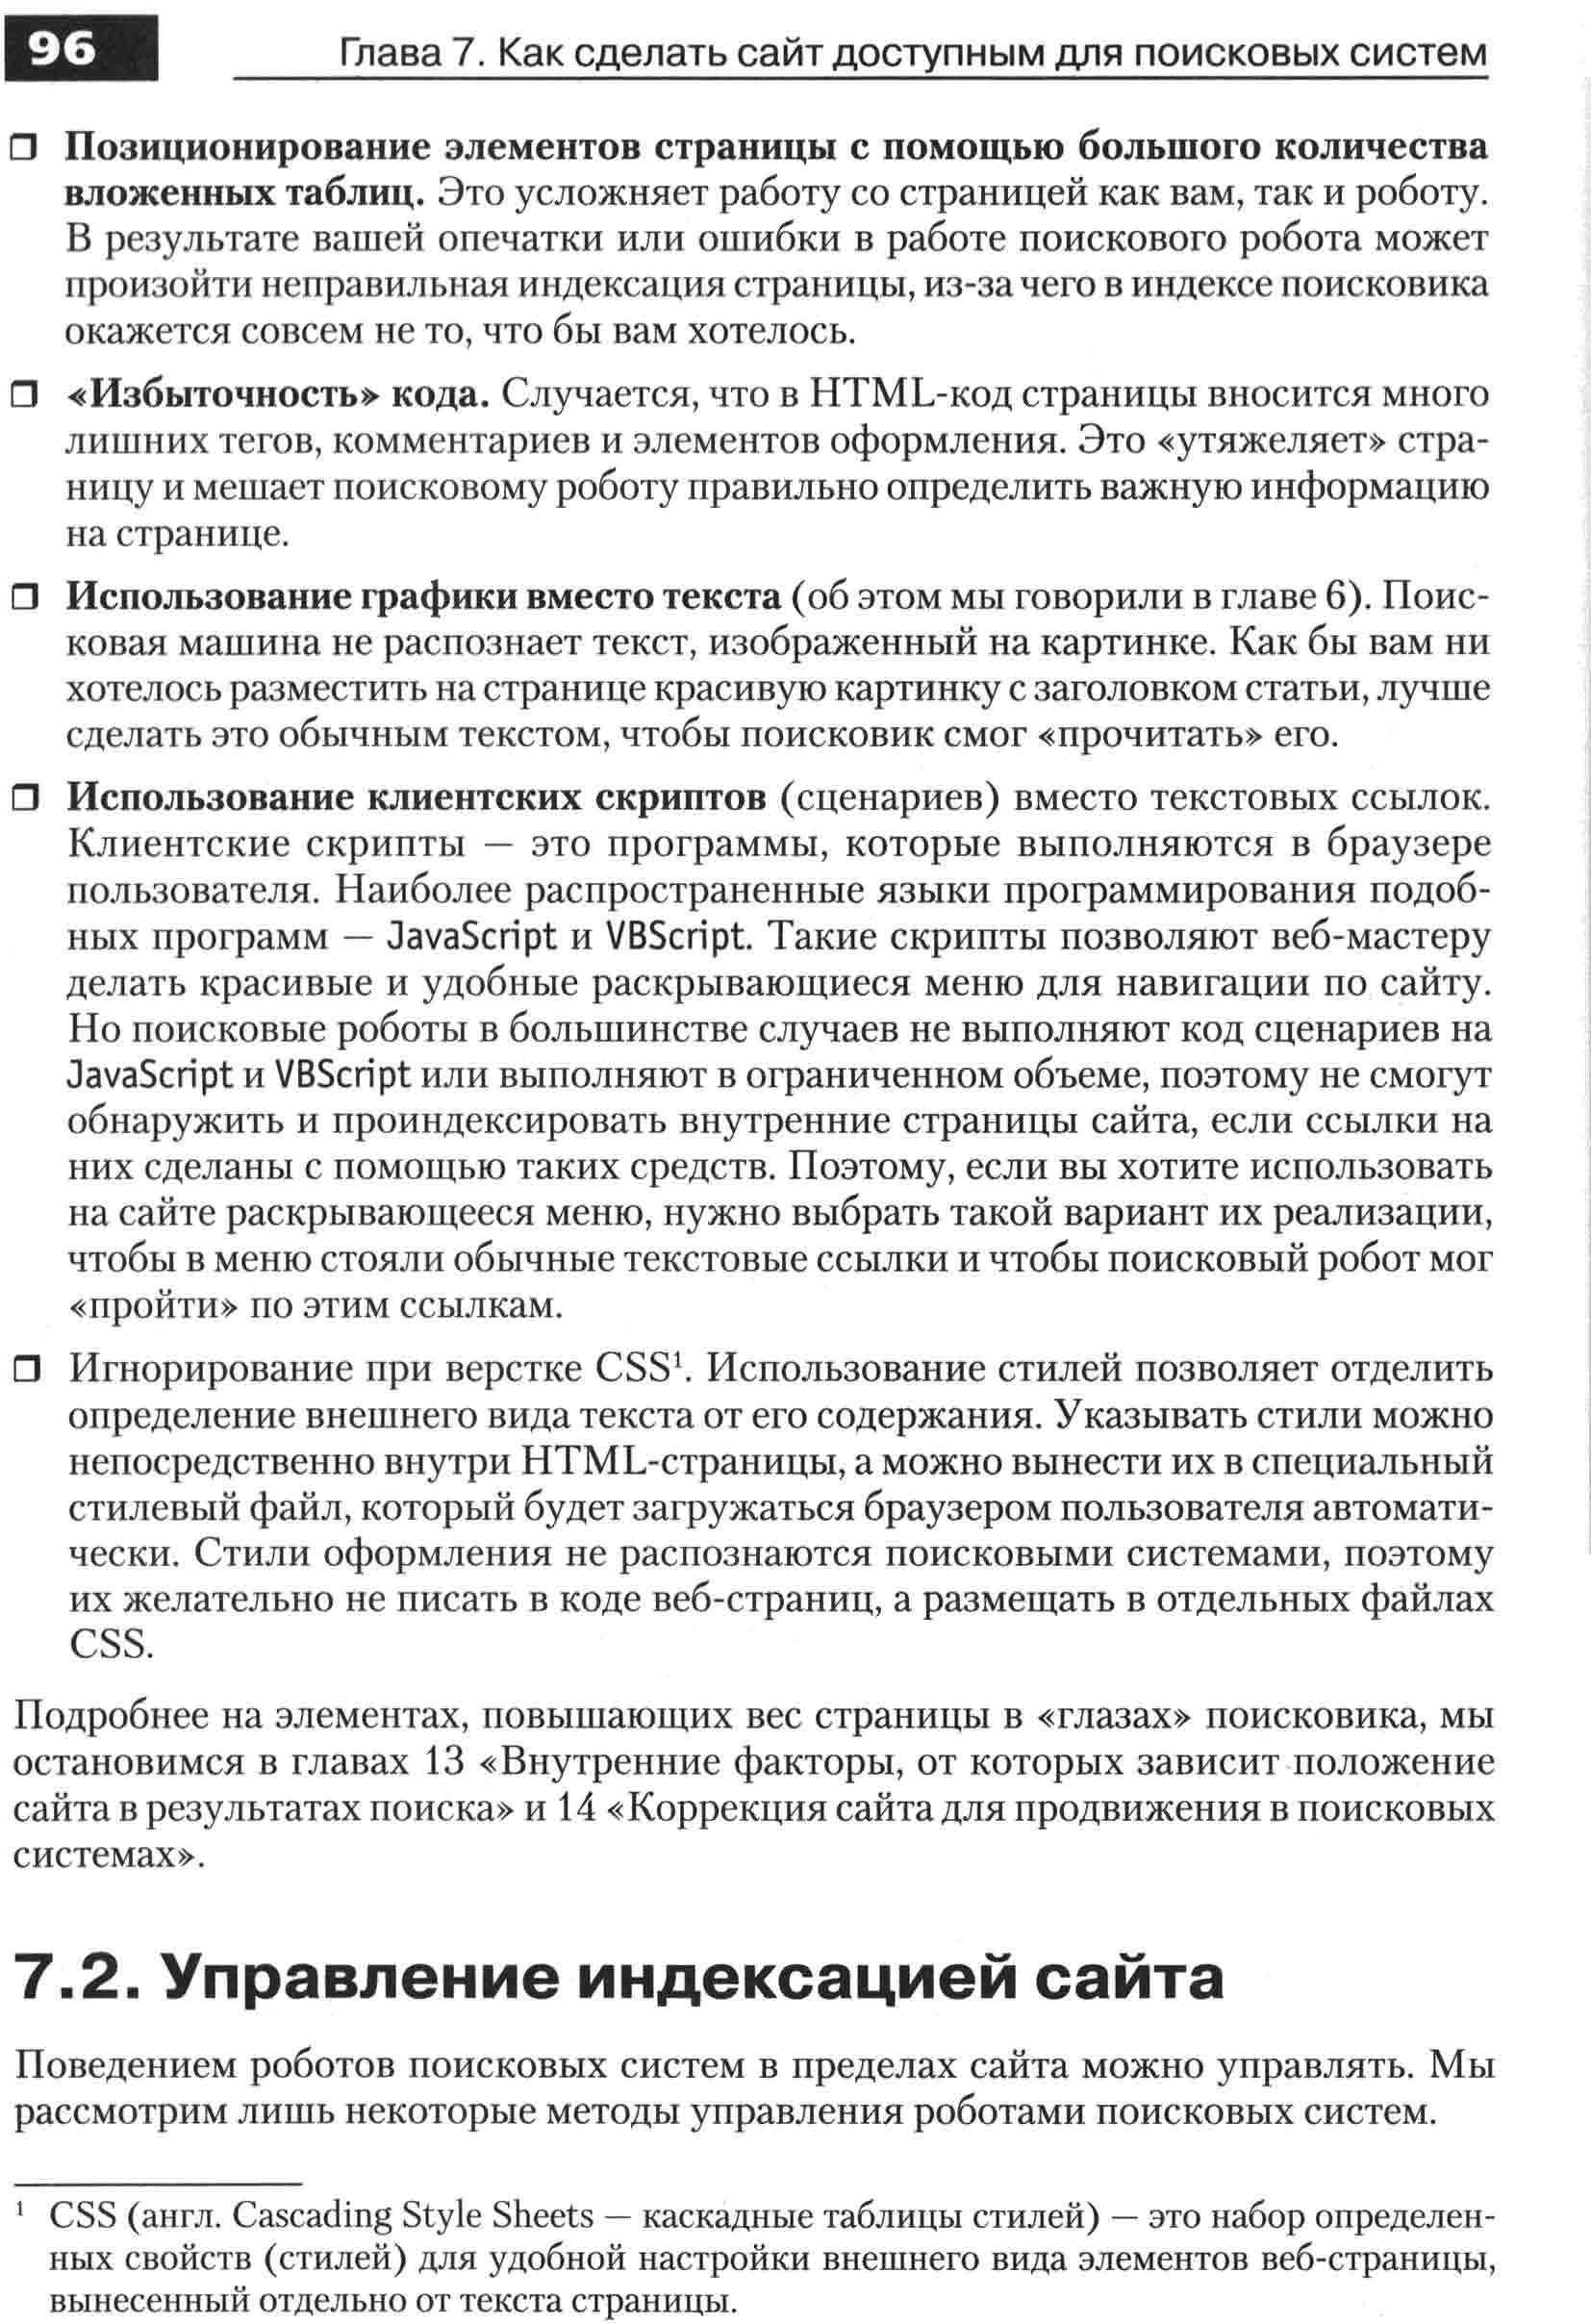 96
Глава 7. Как сделать сайт доступным для поисковых систем
❒ Позиционирование элементов страницы с помощью большого количества
вложенных таблиц. Это усложняет работу со страницей как вам, так и роботу.
В результате вашей опечатки или ошибки в работе поискового робота может
произойти неправильная индексация страницы, из-за чего в индексе поисковика
окажется совсем не то, что бы вам хотелось.
❒ «Избыточность» кода. Случается, что в HTML-код страницы вносится много
лишних тегов, комментариев и элементов оформления. Это «утяжеляет» стра-
ницу и мешает поисковому роботу правильно определить важную информацию
на странице.
❒ Использование графики вместо текста (об этом мы говорили в главе 6). Поис-
ковая машина не распознает текст, изображенный на картинке. Как бы вам ни
хотелось разместить на странице красивую картинку с заголовком статьи, лучше
сделать это обычным текстом, чтобы поисковик смог «прочитать» его.
❒ Использование клиентских скриптов (сценариев) вместо текстовых ссылок.
Клиентские скрипты — это программы, которые выполняются в браузере
пользователя. Наиболее распространенные языки программирования подоб-
ных программ — JavaScript и VBScript. Такие скрипты позволяют веб-мастеру
делать красивые и удобные раскрывающиеся меню для навигации по сайту.
Но поисковые роботы в большинстве случаев не выполняют код сценариев на
JavaScript и VBScript или выполняют в ограниченном объеме, поэтому не смогут
обнаружить и проиндексировать внутренние страницы сайта, если ссылки на
них сделаны с помощью таких средств. Поэтому, если вы хотите использовать
на сайте раскрывающееся меню, нужно выбрать такой вариант их реализации,
чтобы в меню стояли обычные текстовые ссылки и чтобы поисковый робот мог
«пройти» по этим ссылкам.
❒ Игнорирование при верстке CSS¹. Использование стилей позволяет отделить
определение внешнего вида текста от его содержания. Указывать стили можно
непосредственно внутри HTML-страницы, а можно вынести их в специальный
стилевый файл, который будет загружаться браузером пользователя автомати-
чески. Стили оформления не распознаются поисковыми системами, поэтому
их желательно не писать в коде веб-страниц, а размещать в отдельных файлах
CSS.
Подробнее на элементах, повышающих вес страницы в «глазах» поисковика, мы
остановимся в главах 13 «Внутренние факторы, от которых зависит положение
сайта в результатах поиска» и 14 «Коррекция сайта для продвижения в поисковых
системах».
7.2. Управление индексацией сайта
Поведением роботов поисковых систем в пределах сайта можно управлять. Мы
рассмотрим лишь некоторые методы управления роботами поисковых систем.
¹ CSS (англ. Cascading Style Sheets — каскадные таблицы стилей) — это набор определен-
ных свойств (стилей) для удобной настройки внешнего вида элементов веб-страницы,
вынесенный отдельно от текста страницы.